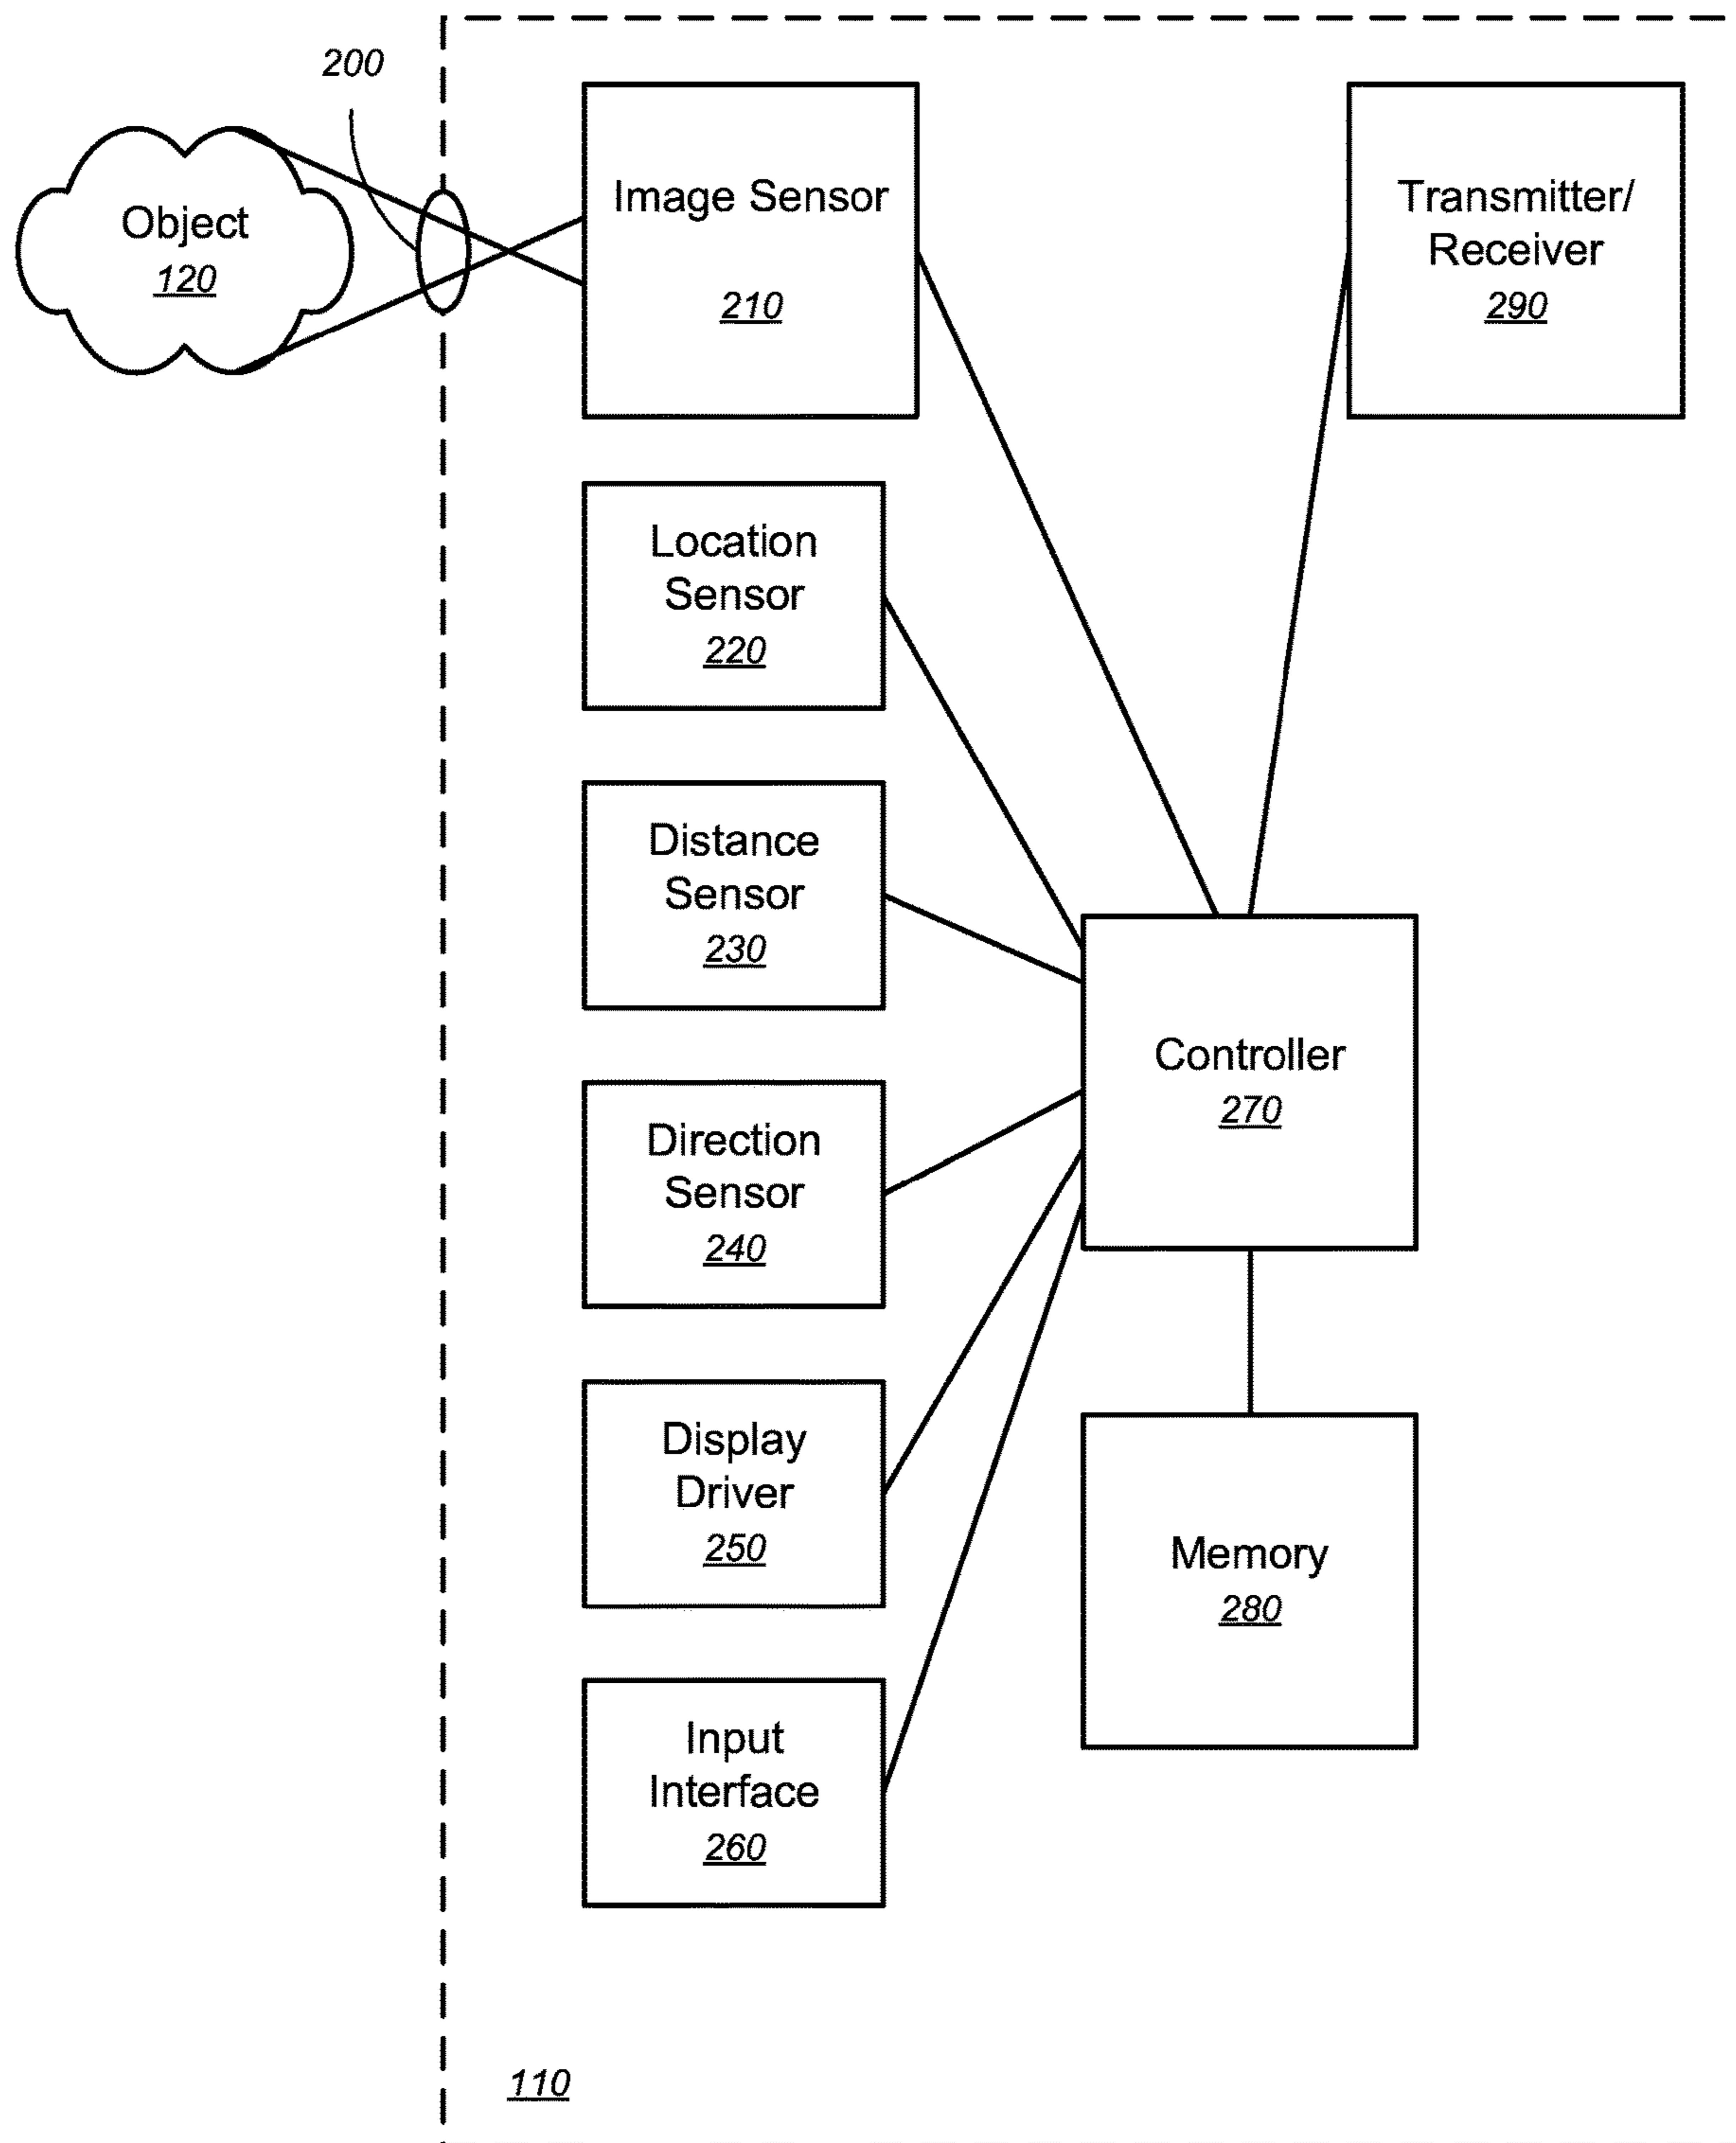 200
Object
120
Image Sensor
210
Transmitter/
Receiver
290
Location
Sensor
220
Distance
Sensor
230
Controller
270
Direction
Sensor
240
Display
Driver
250
Memory
280
Input
Interface
260
110